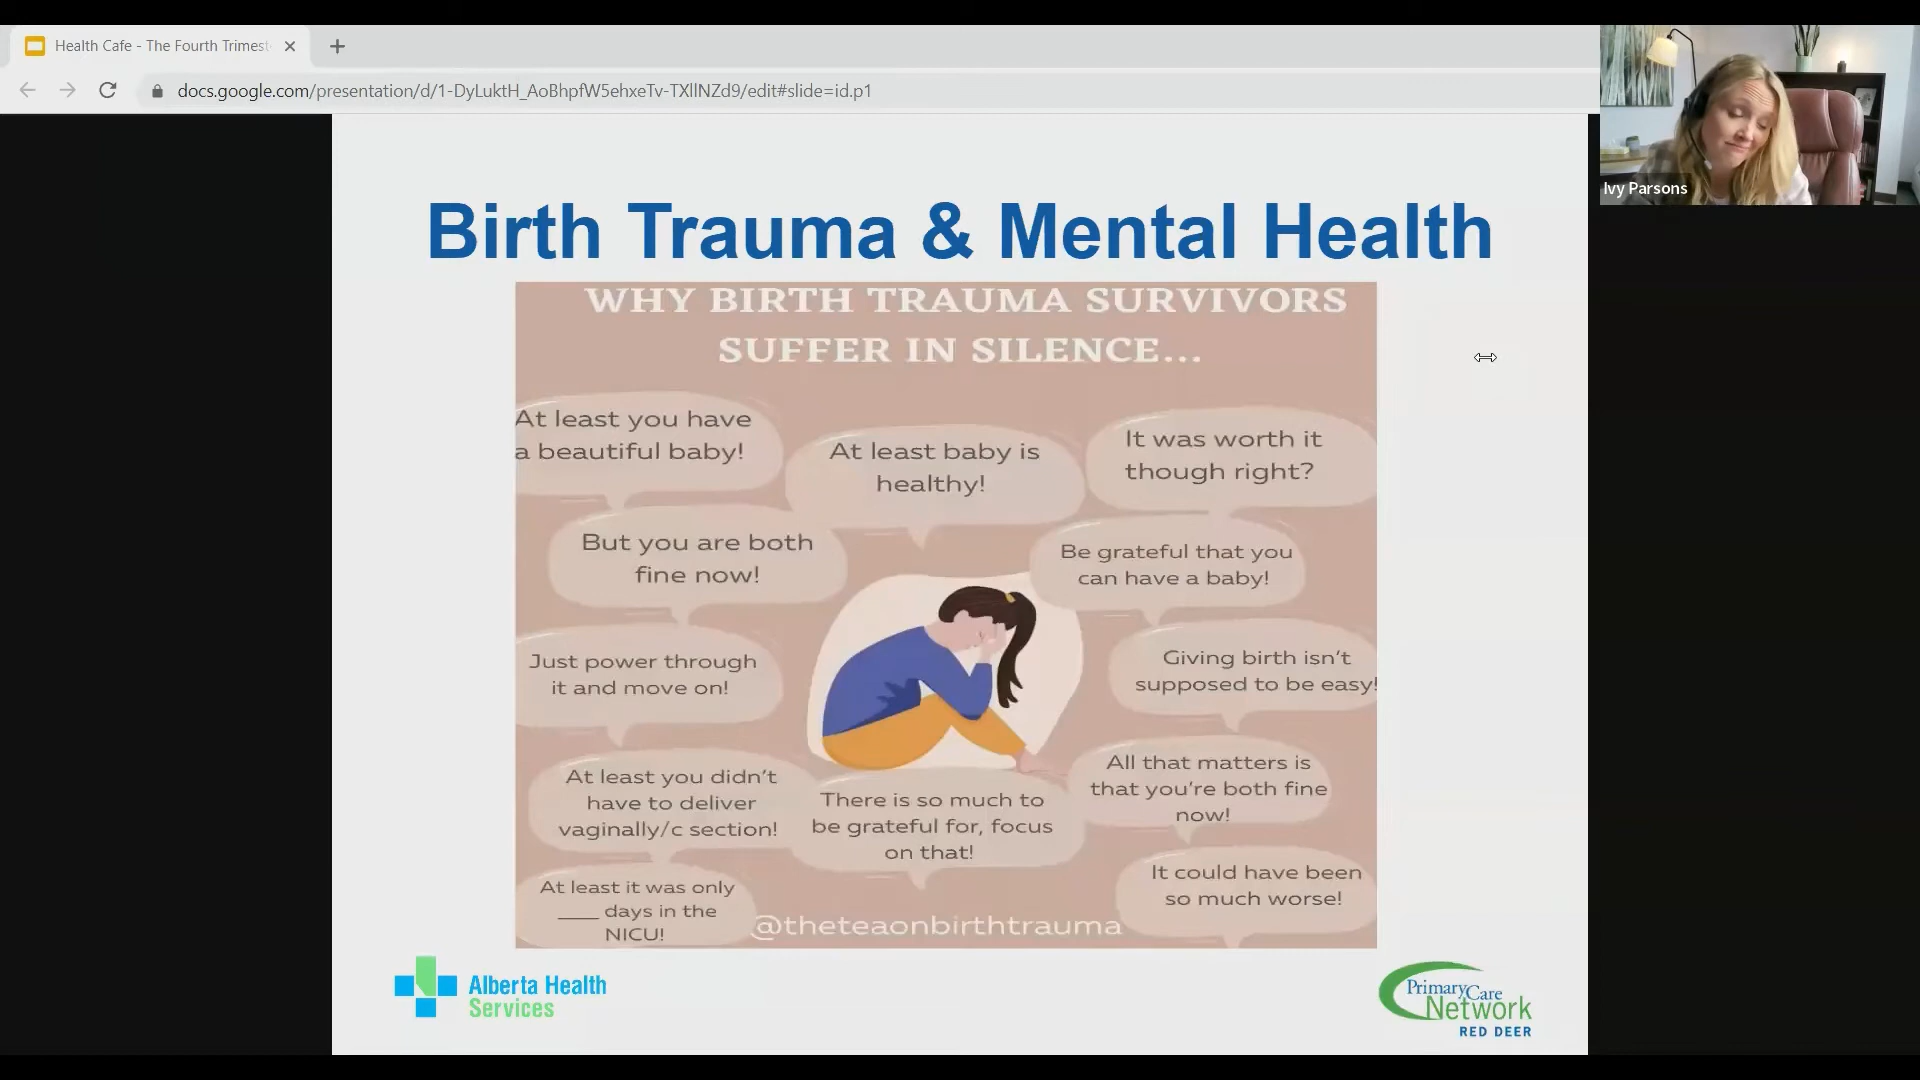 Health Cafe - The Fourth Trimest
docs.google.com/presentation/d/1-DyLuktH_AoBhpfW5ehxeTv-TXllNZd9/edit#slide=id.p1
Ivy Parsons
Birth Trauma & Mental Health
WHY BIRTH TRAUMA SURVIVORS
SUFFER IN SILENCE...
At least you have
a beautiful baby!
At least baby is
healthy!
It was worth it
though right?
But you are both
fine now!
Be grateful that you
can have a baby!
Just power through
it and move on!
Giving birth isn't
supposed to be easy!
At least you didn't
have to deliver
vaginally/c section!
There is so much to
be grateful for, focus
on that!
All that matters is
that you're both fine
now!
At least it was only
____ days in the
NICU!
It could have been
so much worse!
@theteaonbirthtrauma
Alberta Health
Services
PrimaryCare
Network
RED DEER